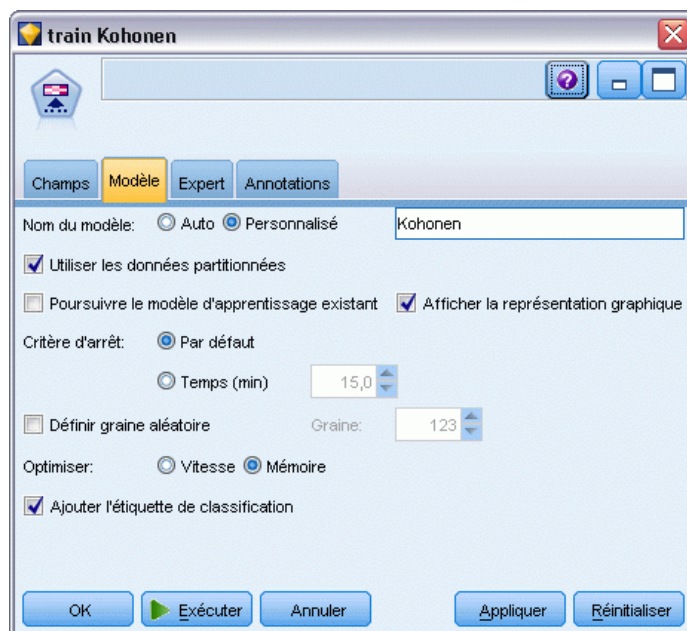 train Kohonen
Champs Modèle Expert Annotations
Nom du modèle: Auto Personnalisé Kohonen
Utiliser les données partitionnées
Poursuivre le modèle d'apprentissage existant Afficher la représentation graphique
Critère d'arrêt: Par défaut
Temps (min) 15,0
Définir graine aléatoire Graine: 123
Optimiser: Vitesse Mémoire
Ajouter l'étiquette de classification
OK Exécuter Annuler Appliquer Réinitialiser